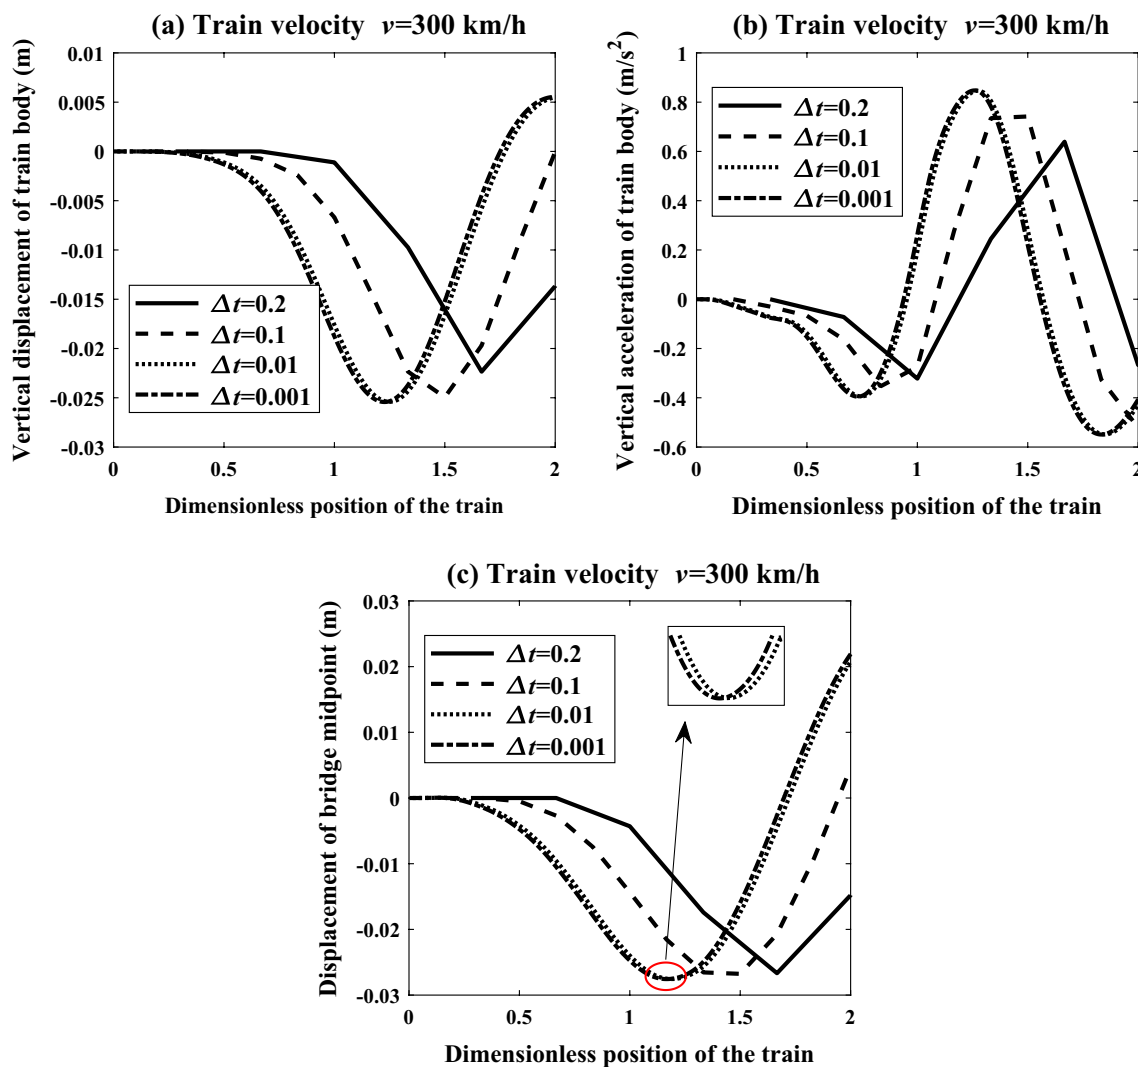 (a) Train velocity v=300 km/h
Vertical displacement of train body (m)
0.01
0.005
0
-0.005
-0.01
-0.015
-0.02
-0.025
-0.03
Δt=0.2
Δt=0.1
Δt=0.01
Δt=0.001
0 0.5 1 1.5 2
Dimensionless position of the train
(b) Train velocity v=300 km/h
Vertical acceleration of train body (m/s²)
1
0.8
0.6
0.4
0.2
0
-0.2
-0.4
-0.6
Δt=0.2
Δt=0.1
Δt=0.01
Δt=0.001
0 0.5 1 1.5 2
Dimensionless position of the train
(c) Train velocity v=300 km/h
Displacement of bridge midpoint (m)
0.03
0.02
0.01
0
-0.01
-0.02
-0.03
Δt=0.2
Δt=0.1
Δt=0.01
Δt=0.001
0 0.5 1 1.5 2
Dimensionless position of the train